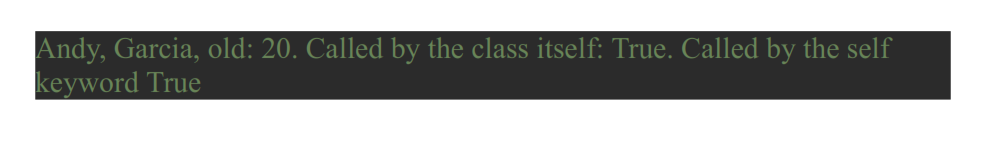 Andy, Garcia, old: 20. Called by the class itself: True. Called by the self
keyword True